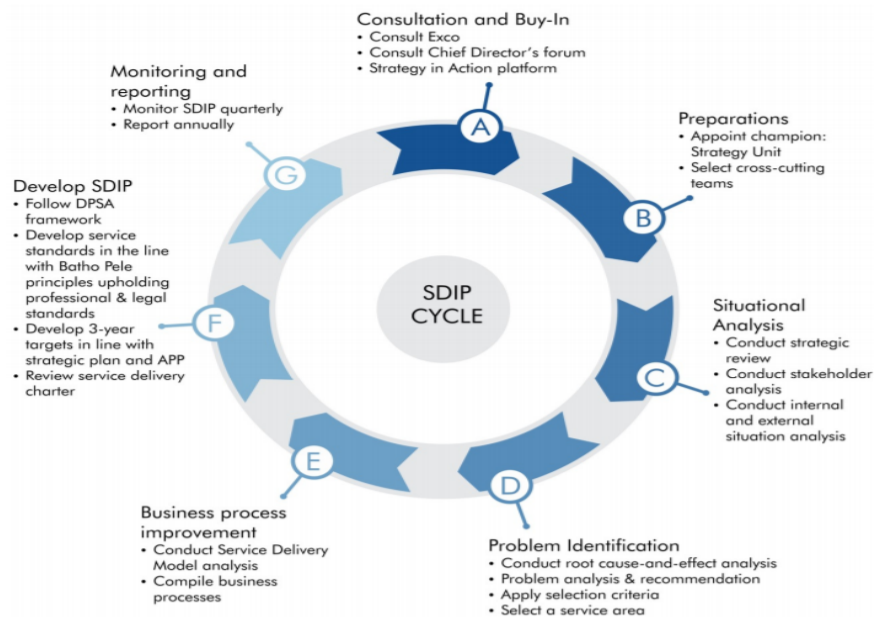 Consultation and Buy-In
• Consult Exco
• Consult Chief Director's forum
• Strategy in Action platform
A
Preparations
• Appoint champion:
Strategy Unit
• Select cross-cutting
teams
B
Situational
Analysis
• Conduct strategic
review
• Conduct stakeholder
analysis
• Conduct internal
and external
situation analysis
C
Problem Identification
• Conduct root cause-and-effect analysis
• Problem analysis & recommendation
• Apply selection criteria
• Select a service area
D
Business process
improvement
• Conduct Service Delivery
Model analysis
• Compile business
processes
E
Develop SDIP
• Follow DPSA
framework
• Develop service
standards in the line
with Batho Pele
principles upholding
professional & legal
standards
• Develop 3-year
targets in line with
strategic plan and APP
• Review service delivery
charter
F
Monitoring and
reporting
• Monitor SDIP quarterly
• Report annually
G
SDIP
CYCLE